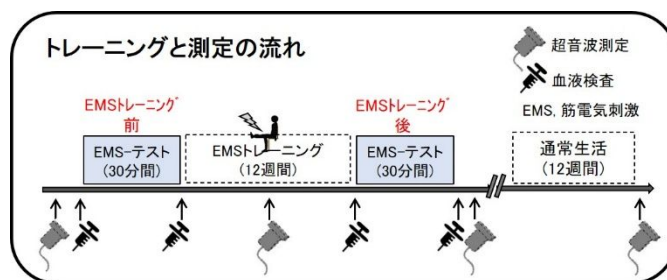 トレーニングと測定の流れ
超音波測定
血液検査
EMS, 筋電気刺激
EMSトレーニング
前
EMS-テスト
(30分間)
EMSトレーニング
(12週間)
EMSトレーニング
後
EMS-テスト
(30分間)
通常生活
(12週間)